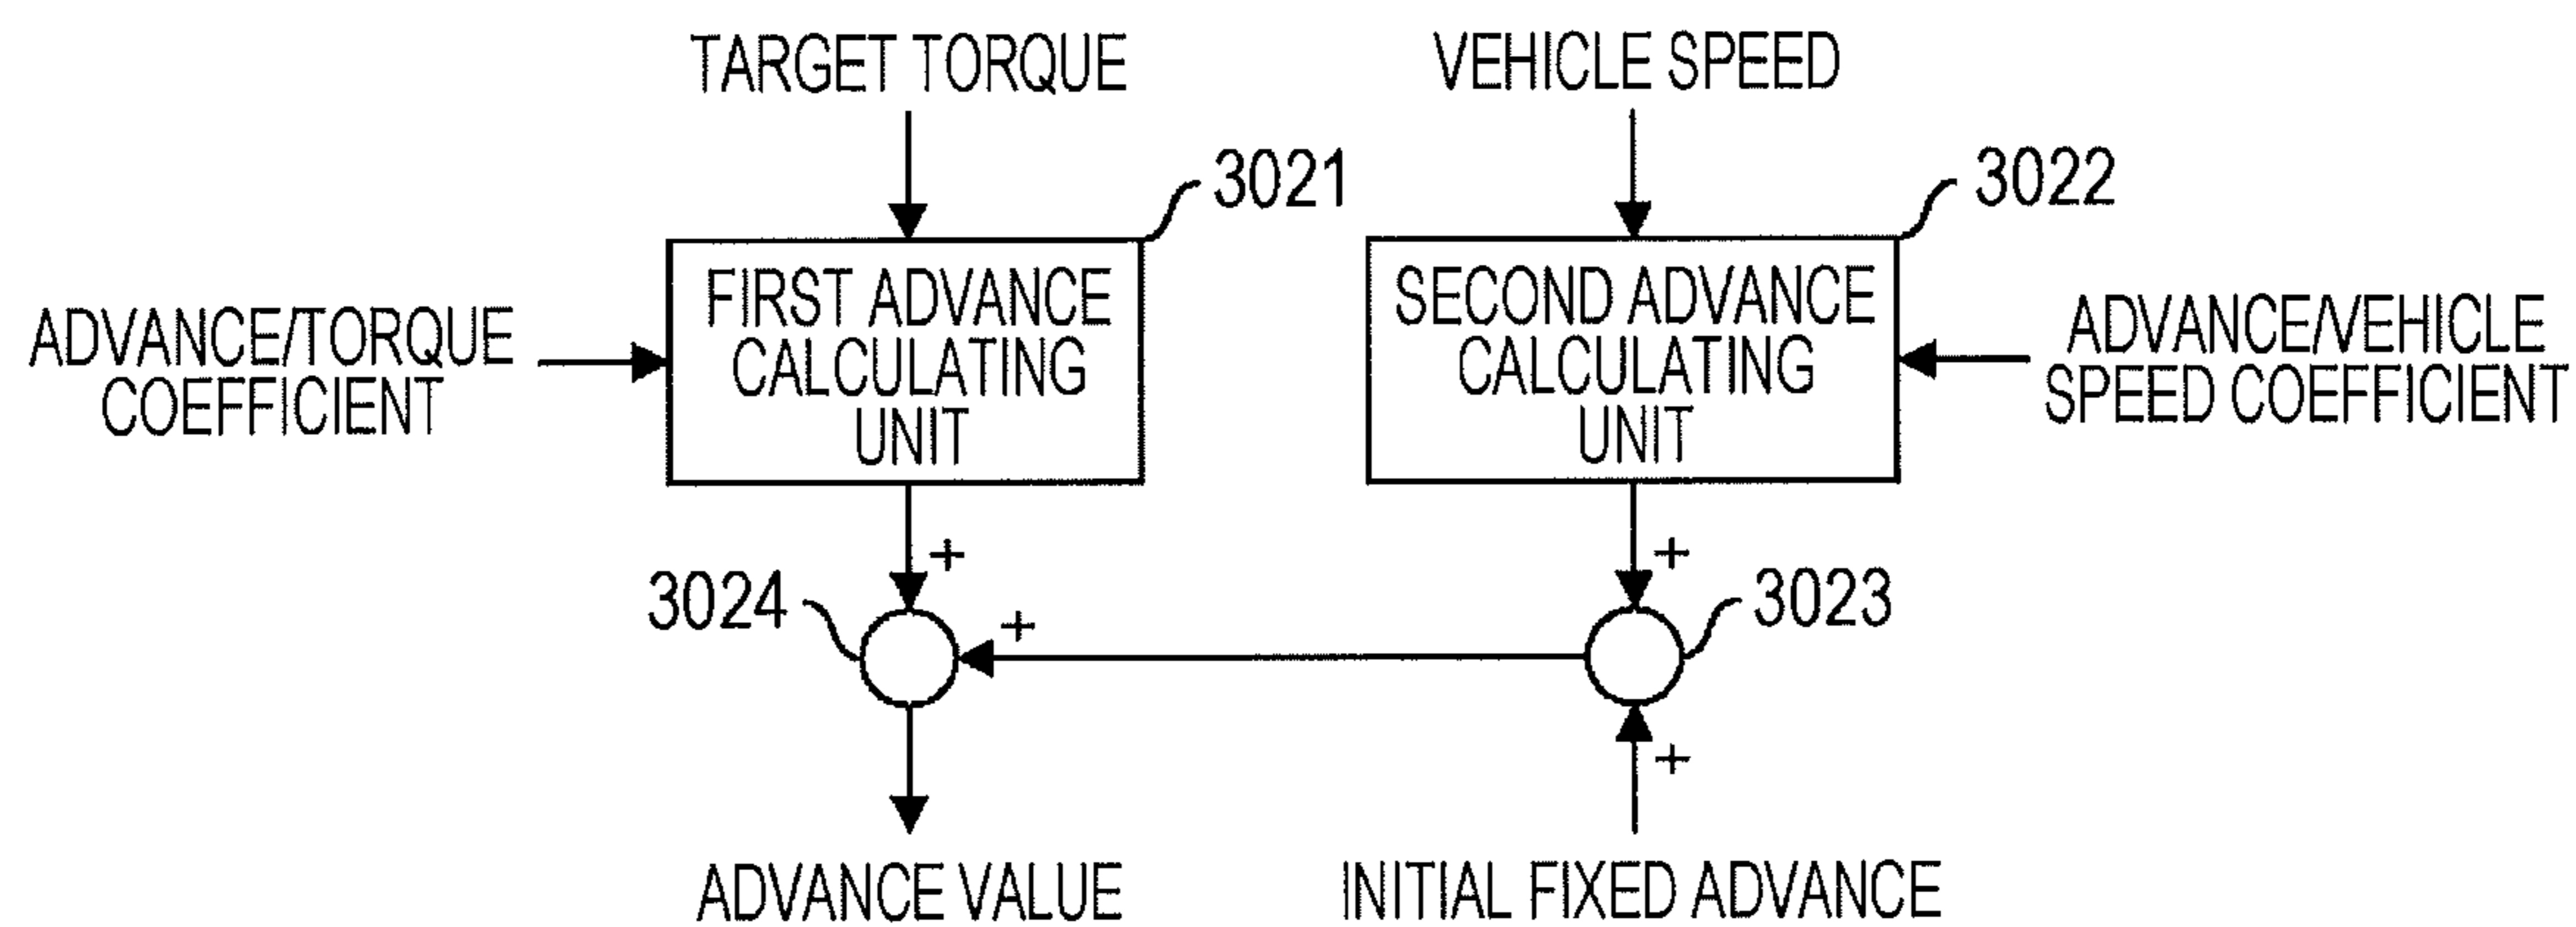 TARGET TORQUE
VEHICLE SPEED
3021
3022
FIRST ADVANCE
CALCULATING
UNIT
SECOND ADVANCE
CALCULATING
UNIT
ADVANCE/TORQUE
COEFFICIENT
ADVANCE/VEHICLE
SPEED COEFFICIENT
+
+
3024
+
3023
+
ADVANCE VALUE
INITIAL FIXED ADVANCE